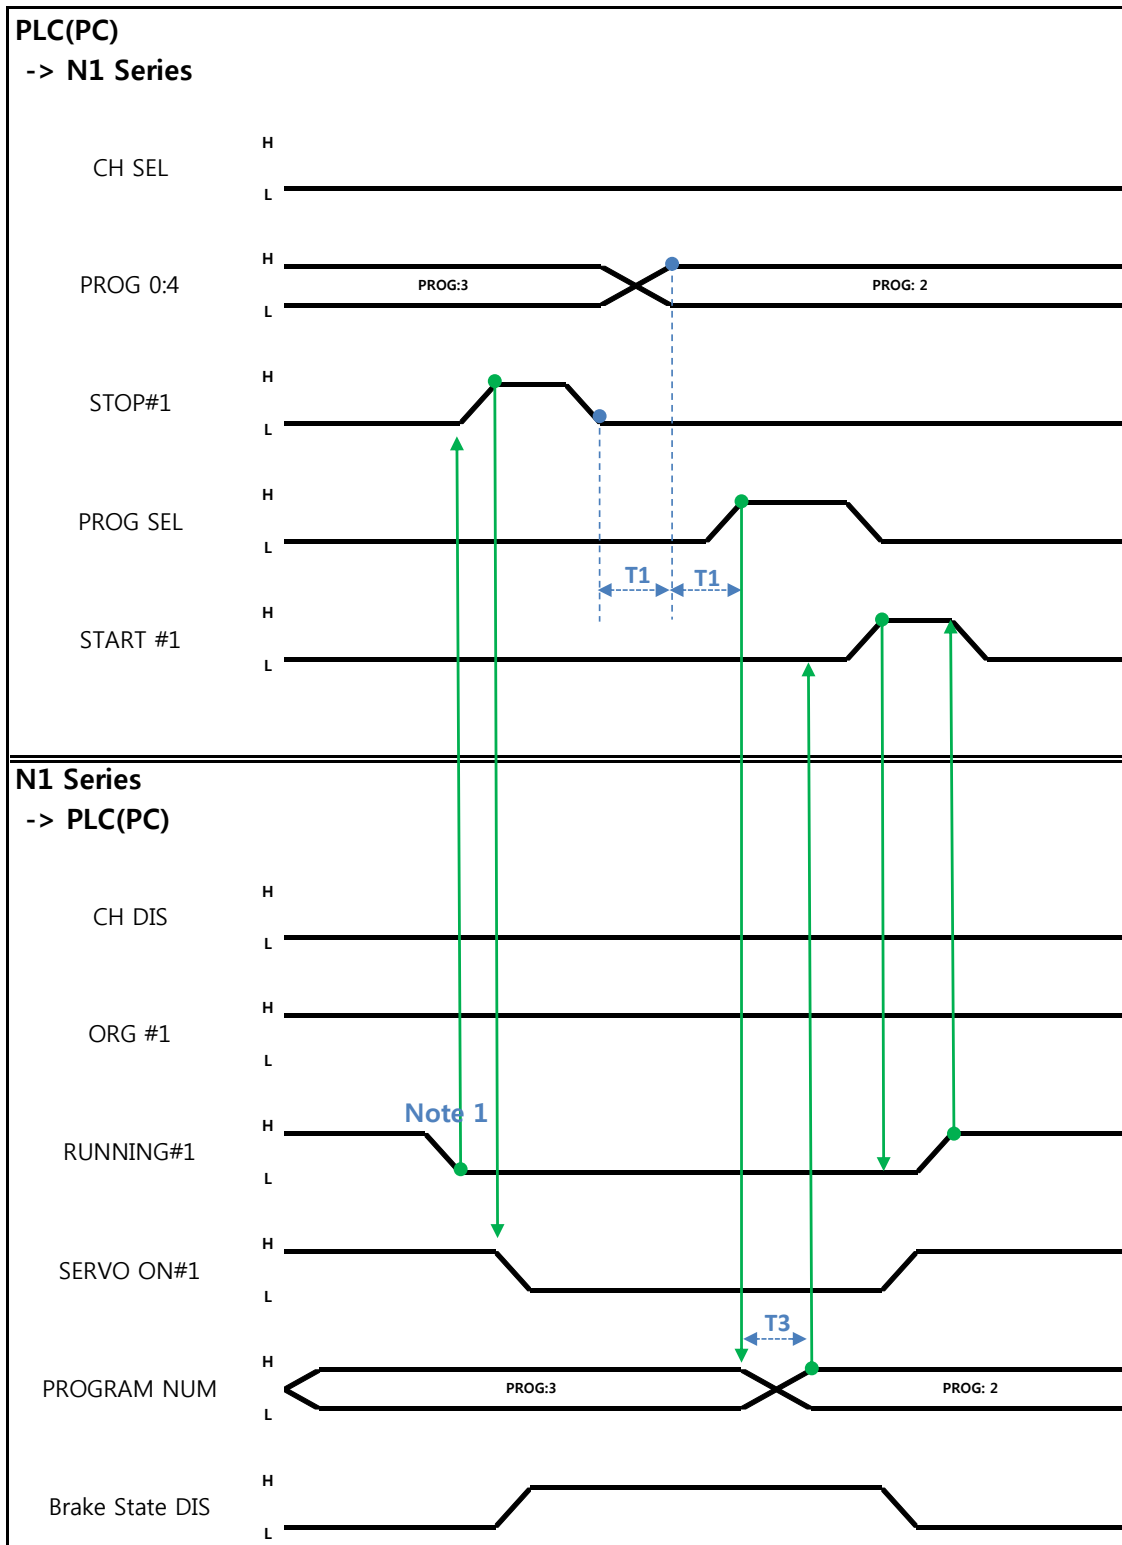 PLC(PC)
-> N1 Series
H
CH SEL
L
H
PROG 0:4
PROG:3
PROG: 2
L
H
STOP#1
L
H
PROG SEL
L
T1
T1
H
START #1
L
N1 Series
-> PLC(PC)
H
CH DIS
L
H
ORG #1
L
Note 1
H
RUNNING#1
L
H
SERVO ON#1
L
T3
H
PROGRAM NUM
PROG:3
PROG: 2
L
H
Brake State DIS
L